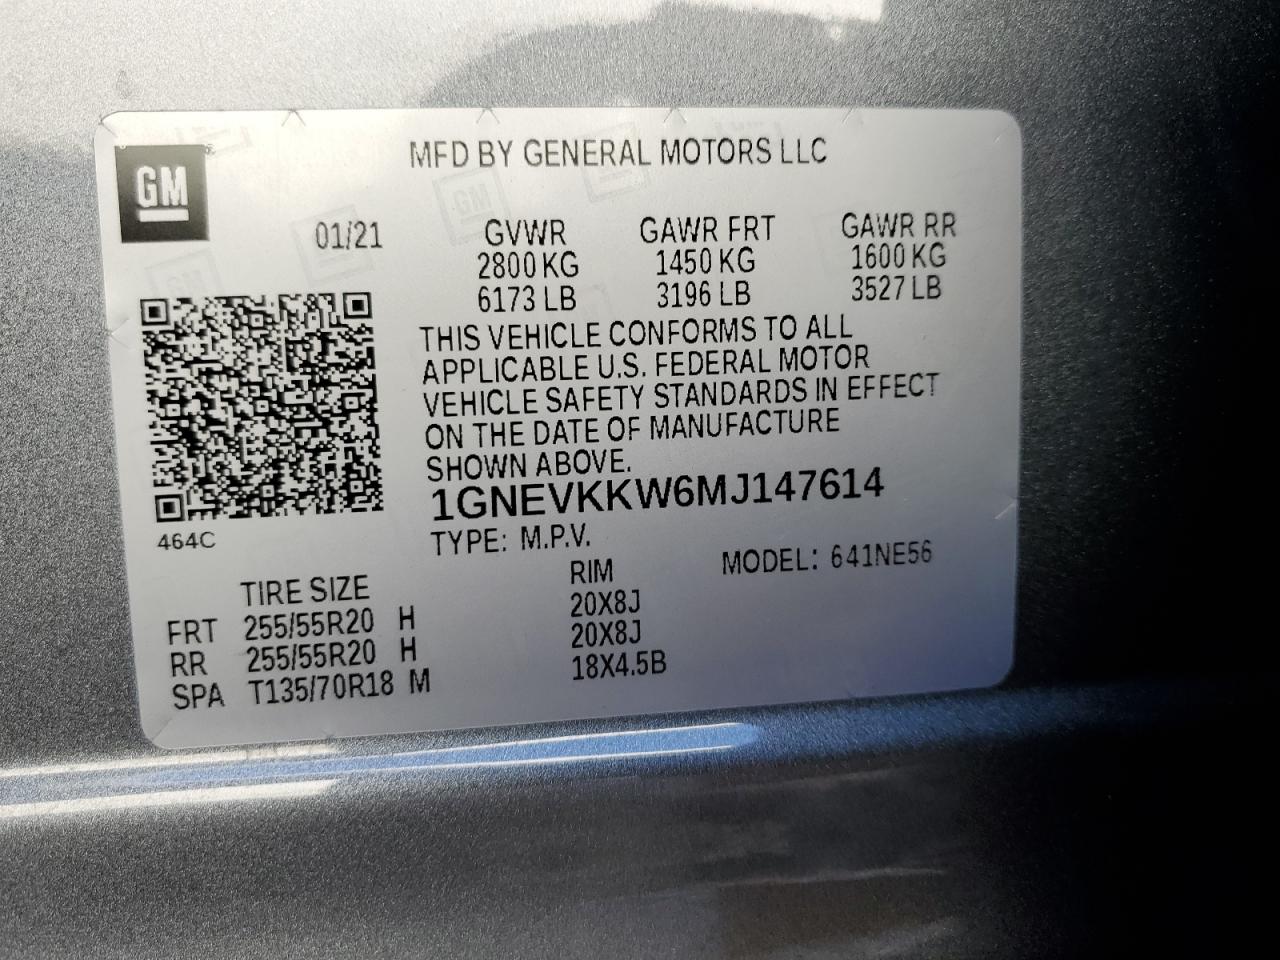 MFD BY GENERAL MOTORS LLC
GM
01/21 GVWR GAWR FRT GAWR RR
2800 KG 1450 KG 1600 KG
6173 LB 3196 LB 3527 LB
THIS VEHICLE CONFORMS TO ALL
APPLICABLE U.S. FEDERAL MOTOR
VEHICLE SAFETY STANDARDS IN EFFECT
ON THE DATE OF MANUFACTURE
SHOWN ABOVE.
1GNEVKKW6MJ147614
464C
TYPE: M.P.V. MODEL: 641NE56
TIRE SIZE RIM
FRT 255/55R20 H 20X8J
RR 255/55R20 H 20X8J
SPA T135/70R18 M 18X4.5B